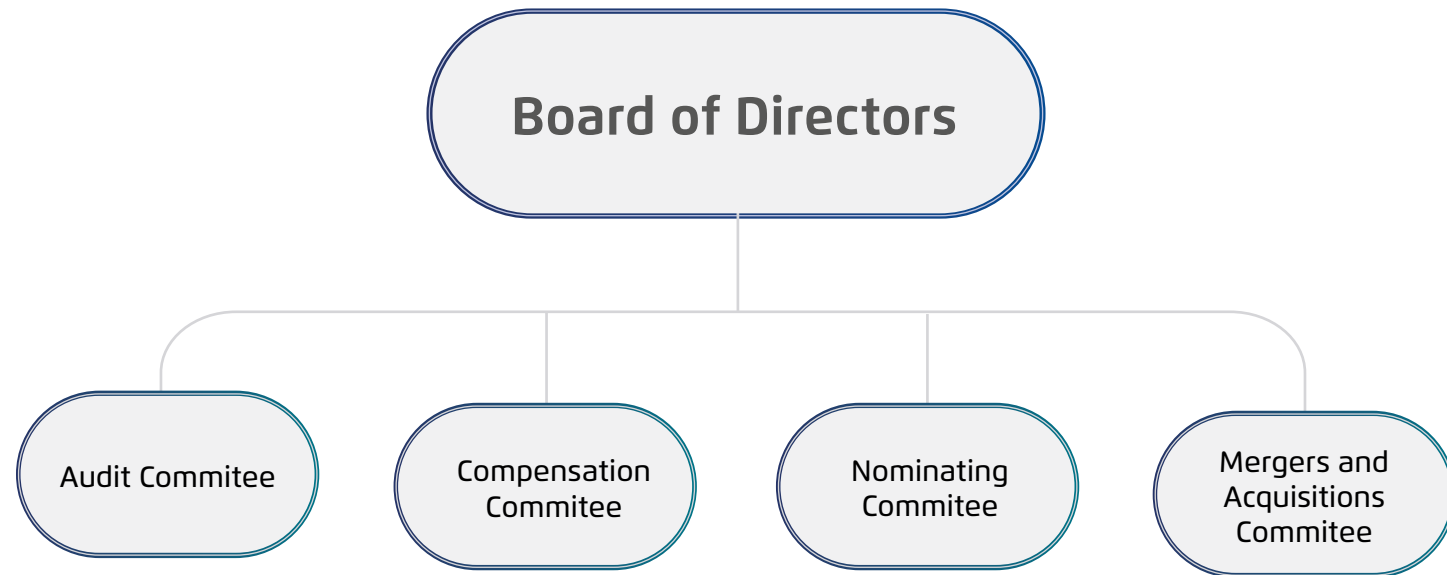 Board of Directors
Audit Commitee
Compensation
Commitee
Nominating
Commitee
Mergers and
Acquisitions
Commitee